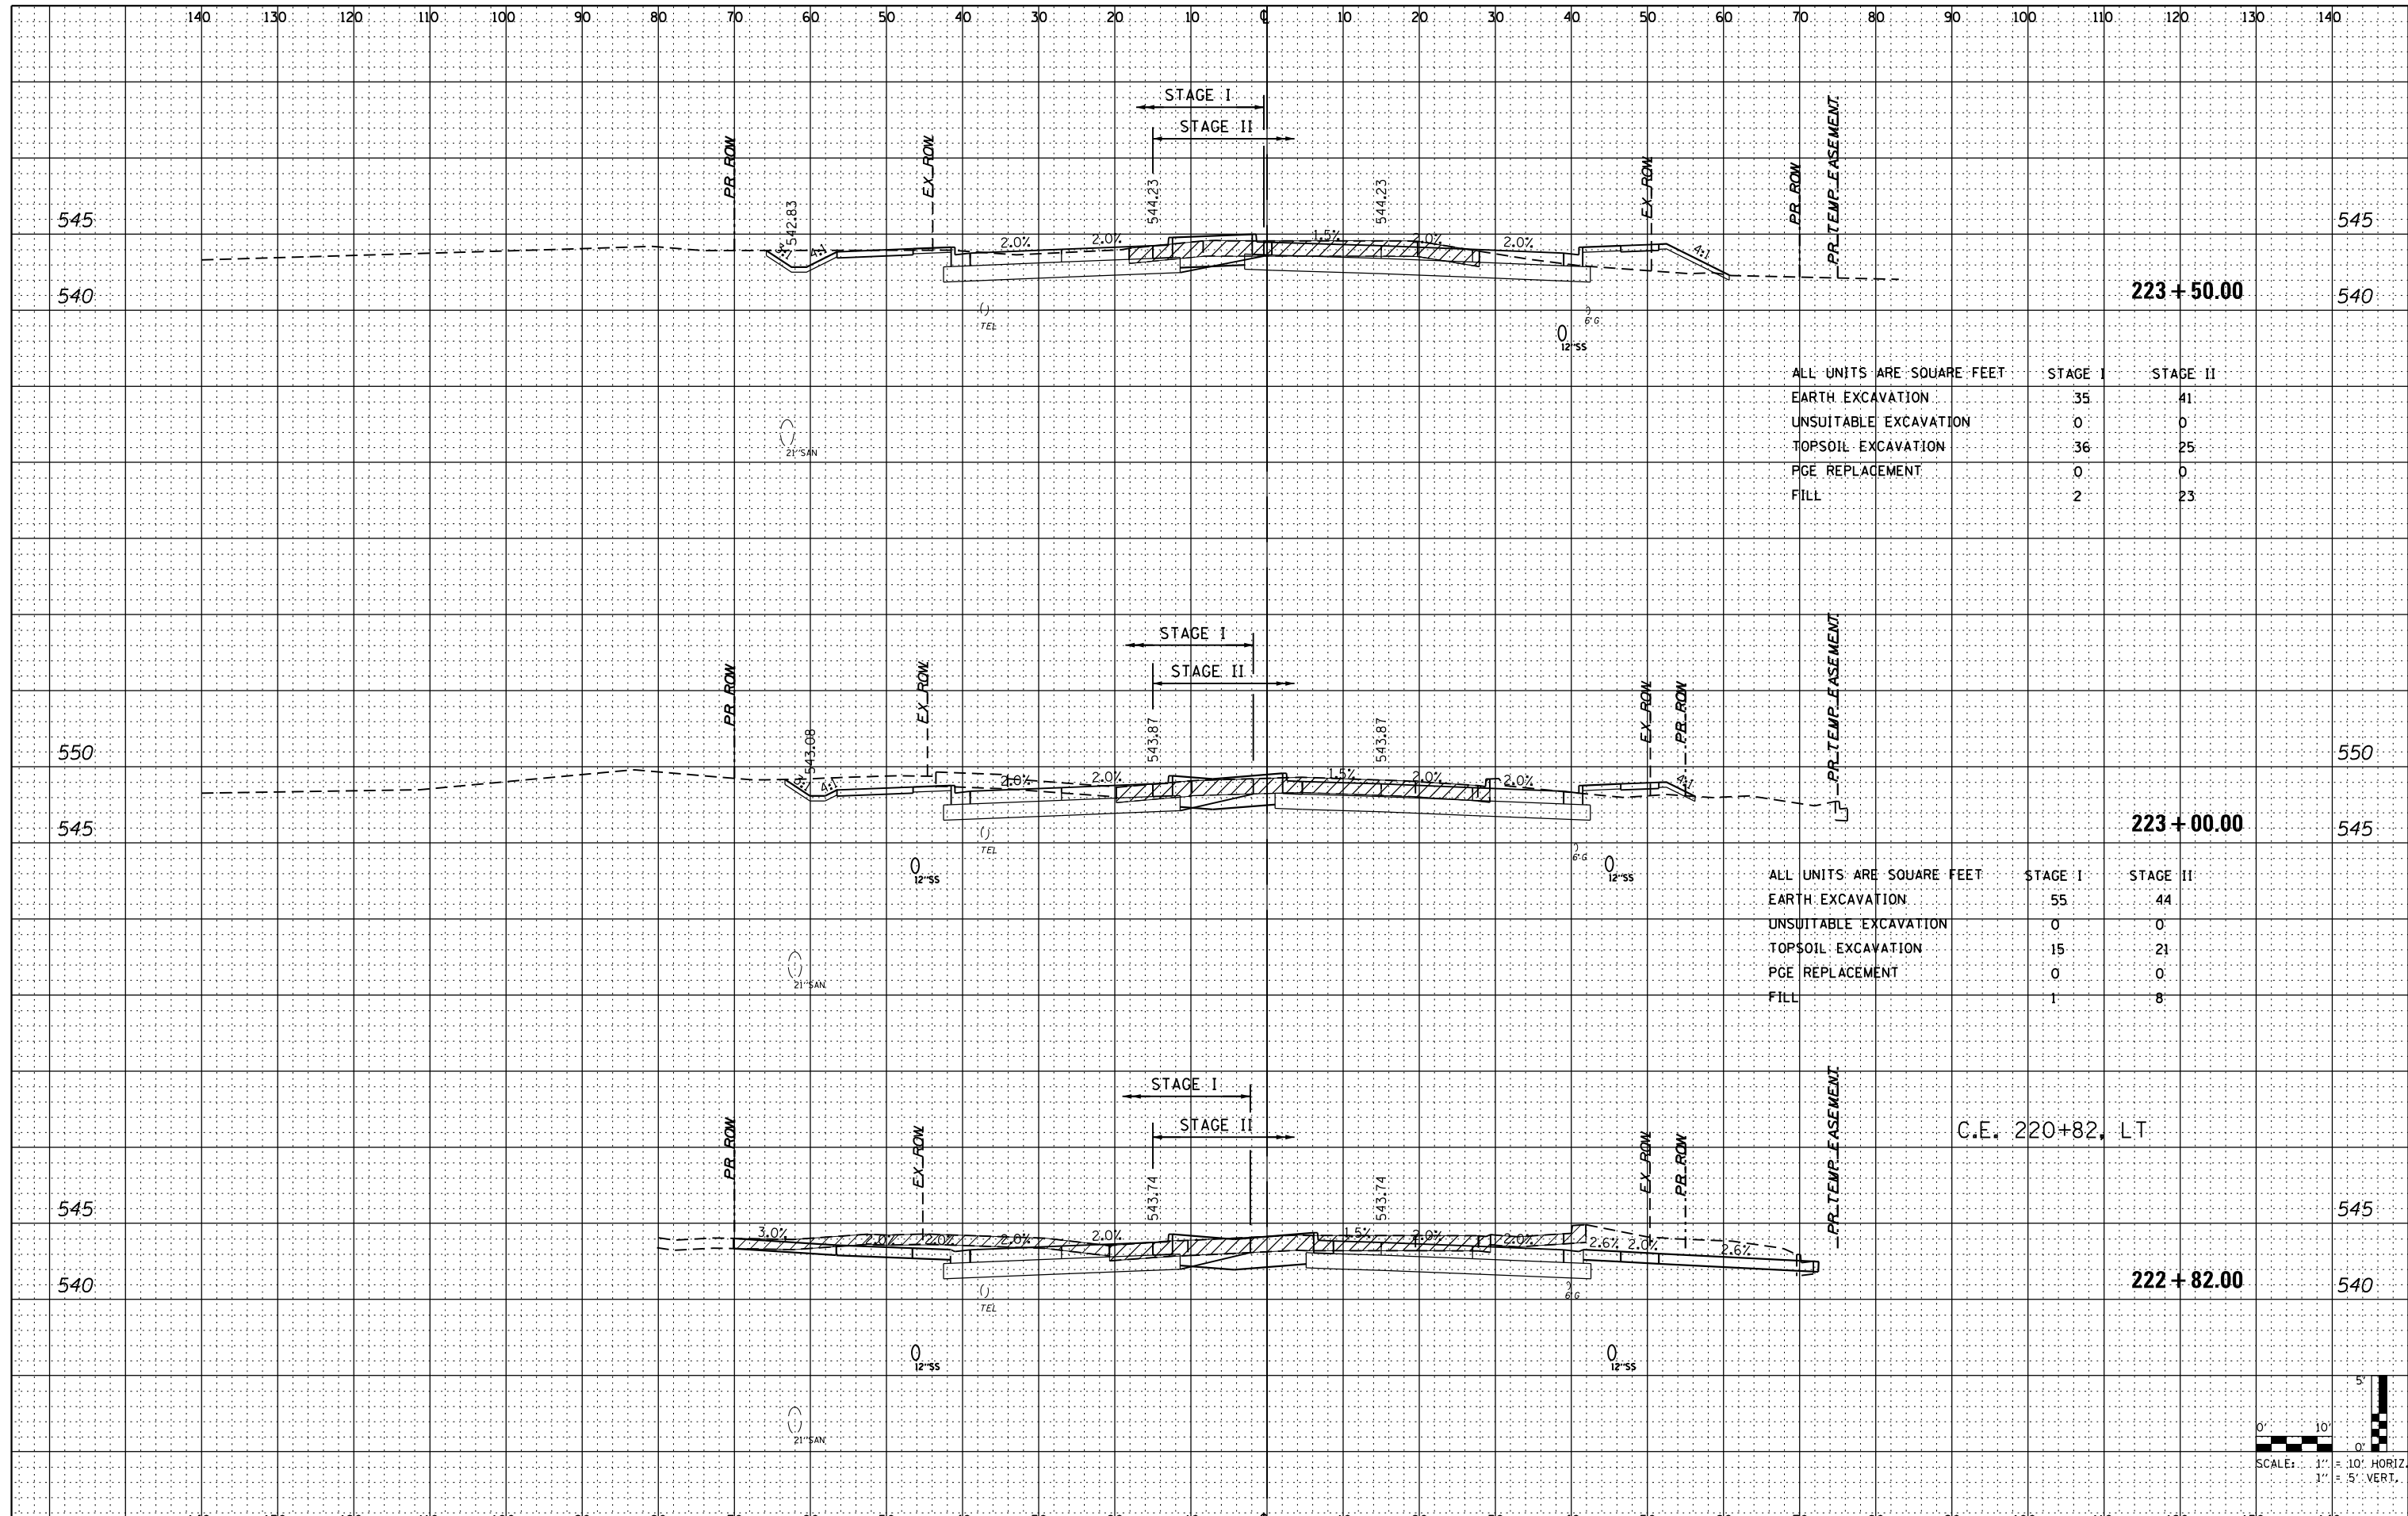 140 130 120 110 100 90 80 70 60 50 40 30 20 10 ℄ 10 20 30 40 50 60 70 80 90 100 110 120 130 140
STAGE I
STAGE II
PR ROW
EX ROW
EX ROW
PR ROW
PR TEMP. EASEMENT
542.83
544.23
544.23
545
545
3:1
4:1
2.0%
2.0%
1.5%
2.0%
2.0%
4:1
540
223+50.00
540
TEL
6"G
12"SS
ALL UNITS ARE SQUARE FEET STAGE I STAGE II
EARTH EXCAVATION 35 41
UNSUITABLE EXCAVATION 0 0
TOPSOIL EXCAVATION 36 25
PGE REPLACEMENT 0 0
FILL 2 23
21"SAN
STAGE I
STAGE II
PR ROW
EX ROW
EX ROW
PR ROW
PR TEMP. EASEMENT
543.08
543.87
543.87
550
550
4:1
2.0%
2.0%
1.5%
2.0%
2.0%
4:1
545
223+00.00
545
TEL
6"G
12"SS
12"SS
ALL UNITS ARE SQUARE FEET STAGE I STAGE II
EARTH EXCAVATION 55 44
UNSUITABLE EXCAVATION 0 0
TOPSOIL EXCAVATION 15 21
PGE REPLACEMENT 0 0
FILL 1 8
21"SAN
STAGE I
STAGE II
C.E. 220+82, LT
PR ROW
EX ROW
EX ROW
PR ROW
PR TEMP. EASEMENT
543.74
543.74
545
545
3.0%
2.0%
2.0%
2.0%
2.0%
1.5%
2.0%
2.0%
2.6%
2.0%
2.6%
540
222+82.00
540
TEL
6"G
12"SS
12"SS
21"SAN
5'
0' 10'
0'
SCALE: 1" = 10' HORIZ.
1" = 5' VERT.